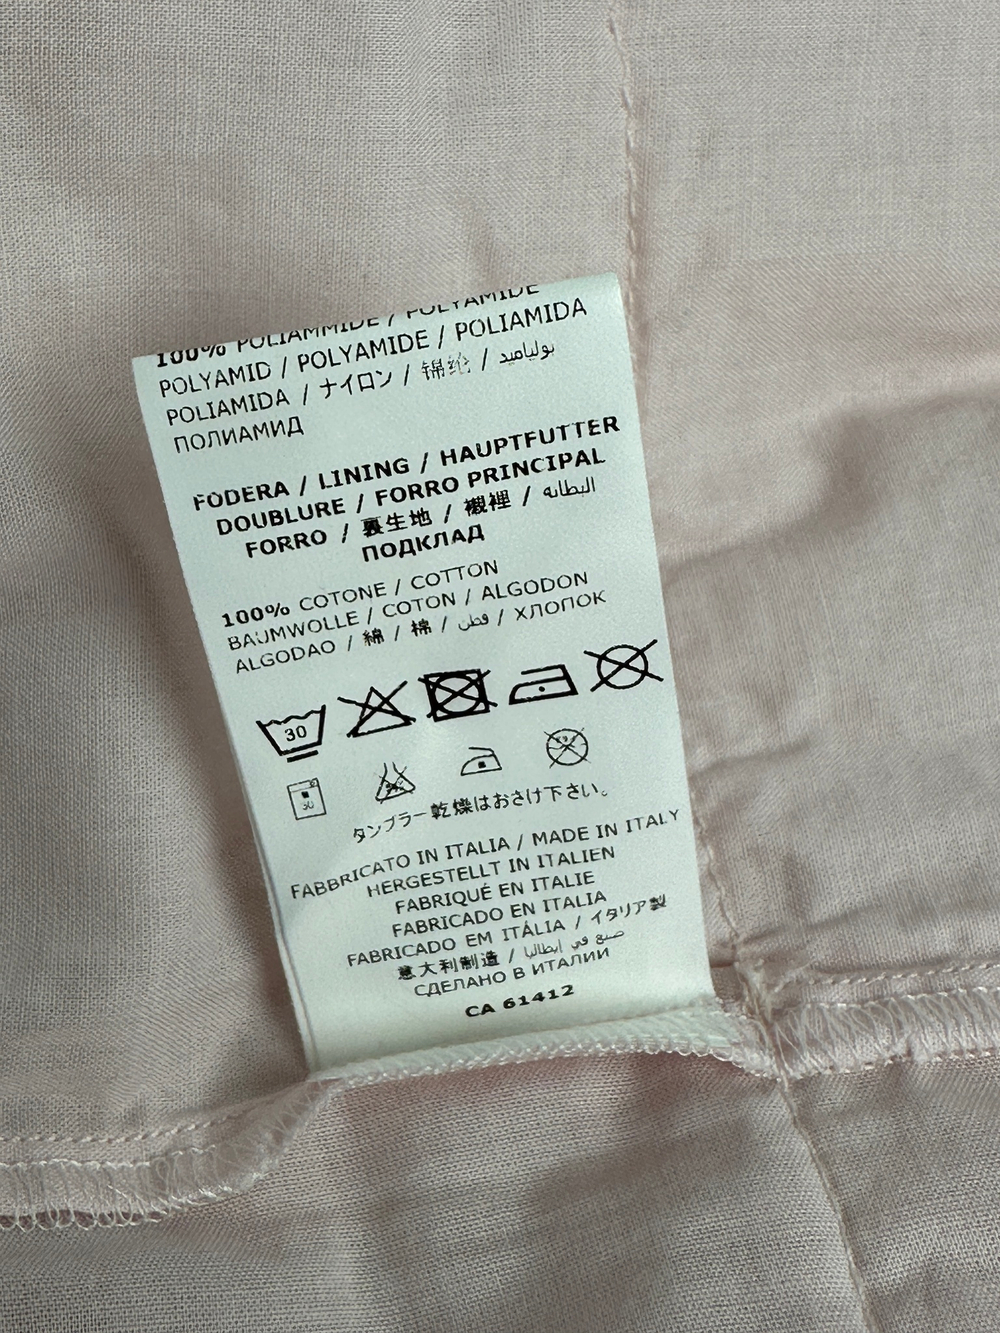 100% POLIAMMIDE / POLYAMIDE
POLYAMID / POLYAMIDE / POLIAMIDA
POLIAMIDA / ナイロン / 锦纶 / بولياميد
ПОЛИАМИД
FODERA / LINING / HAUPTFUTTER
DOUBLURE / FORRO PRINCIPAL
FORRO / 裏生地 / 襯裡 / البطانه
ПОДКЛАД
100% COTONE / COTTON
BAUMWOLLE / COTON / ALGODON
ALGODAO / 綿 / 棉 / قطن / ХЛОПОК
30
30
タンブラー乾燥はおさけ下さい。
FABBRICATO IN ITALIA / MADE IN ITALY
HERGESTELLT IN ITALIEN
FABRIQUÉ EN ITALIE
FABRICADO EN ITALIA
FABRICADO EM ITÁLIA / イタリア製
意大利制造 / صنع في إيطاليا
СДЕЛАНО В ИТАЛИИ
CA 61412